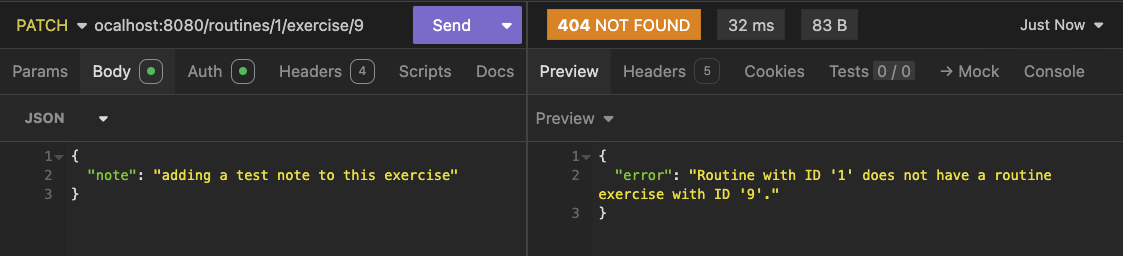 PATCH ocalhost:8080/routines/1/exercise/9 Send
404 NOT FOUND 32 ms 83 B Just Now
Params Body Auth Headers 4 Scripts Docs
Preview Headers 5 Cookies Tests 0 / 0 → Mock Console
JSON
Preview
1 {
2 "note": "adding a test note to this exercise"
3 }
1 {
2 "error": "Routine with ID '1' does not have a routine
exercise with ID '9'."
3 }